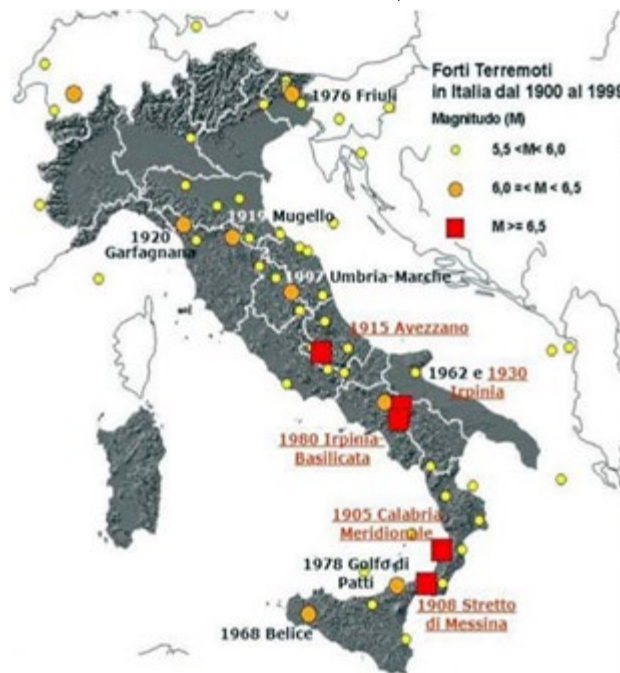 Forti Terremoti
in Italia dal 1900 al 1999
Magnitudo (M)
5,5 <M< 6,0
6,0 =< M < 6,5
M >= 6,5
1976 Friuli
1919 Mugello
1920
Garfagnana
1997 Umbria-Marche
1915 Avezzano
1962 e 1930
Irpinia
1980 Irpinia-
Basilicata
1905 Calabria
Meridionale
1978 Golfo di
Patti
1908 Stretto
di Messina
1968 Belice